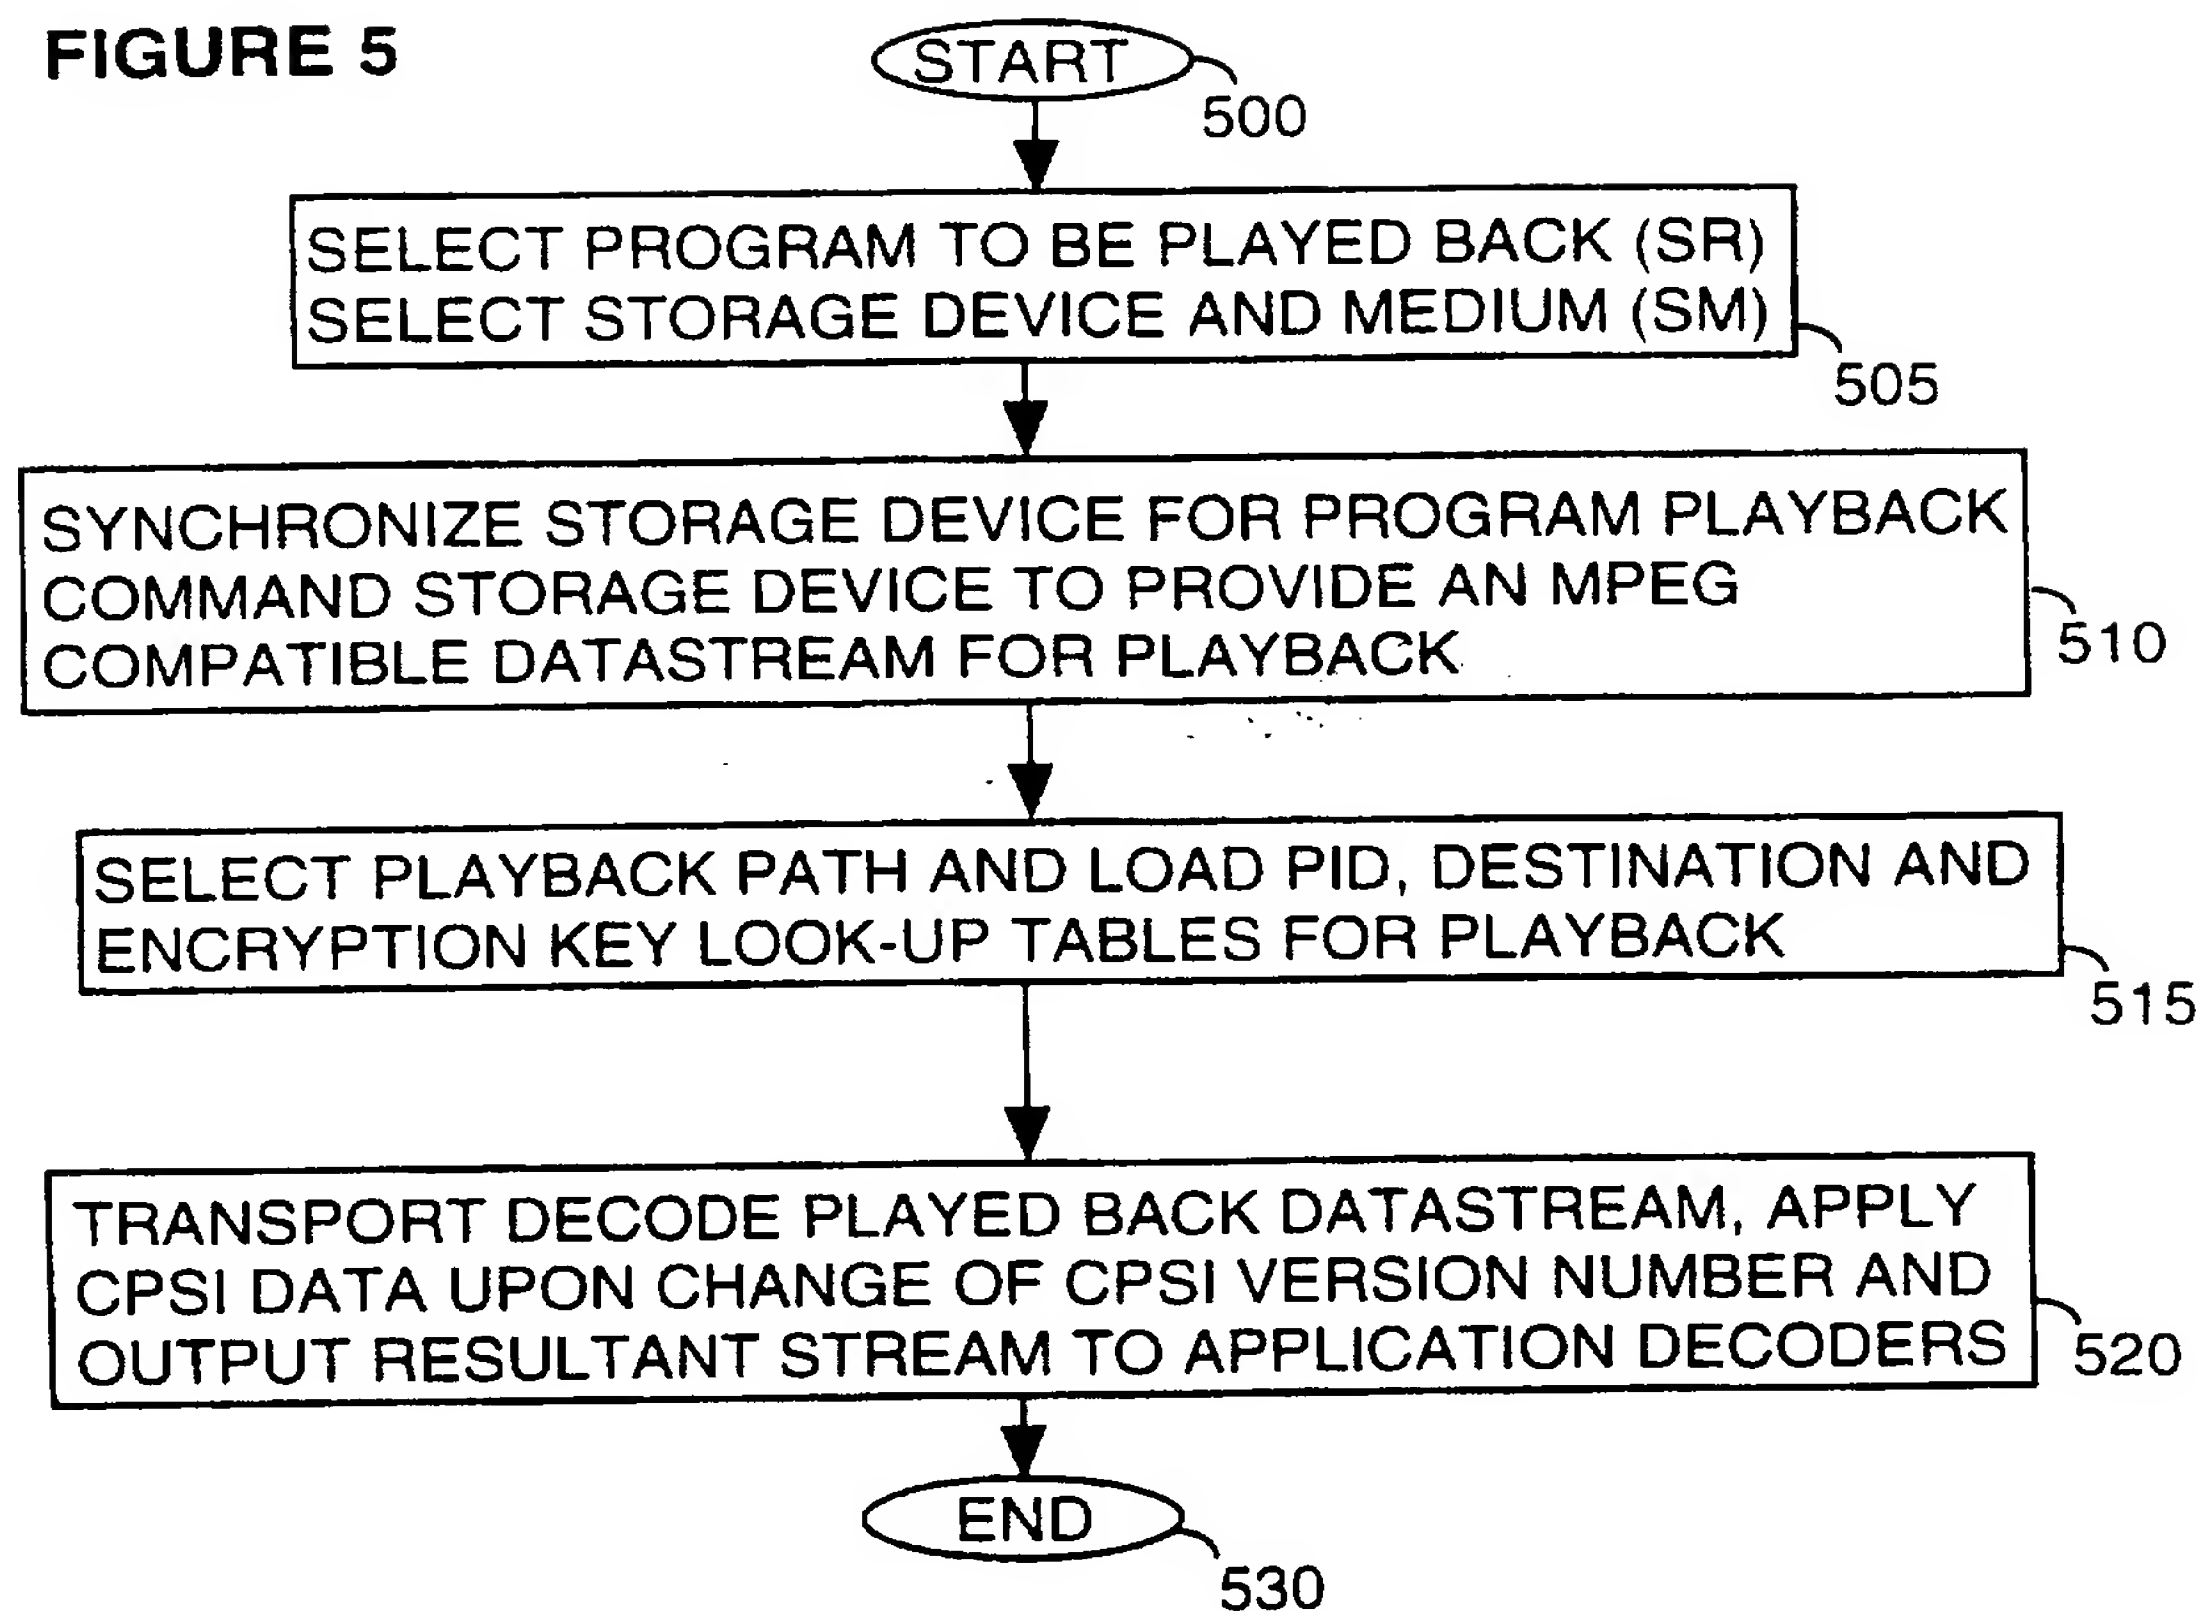 FIGURE 5
START
500
SELECT PROGRAM TO BE PLAYED BACK (SR)
SELECT STORAGE DEVICE AND MEDIUM (SM)
505
SYNCHRONIZE STORAGE DEVICE FOR PROGRAM PLAYBACK
COMMAND STORAGE DEVICE TO PROVIDE AN MPEG
COMPATIBLE DATASTREAM FOR PLAYBACK
510
SELECT PLAYBACK PATH AND LOAD PID, DESTINATION AND
ENCRYPTION KEY LOOK-UP TABLES FOR PLAYBACK
515
TRANSPORT DECODE PLAYED BACK DATASTREAM, APPLY
CPSI DATA UPON CHANGE OF CPSI VERSION NUMBER AND
OUTPUT RESULTANT STREAM TO APPLICATION DECODERS
520
END
530